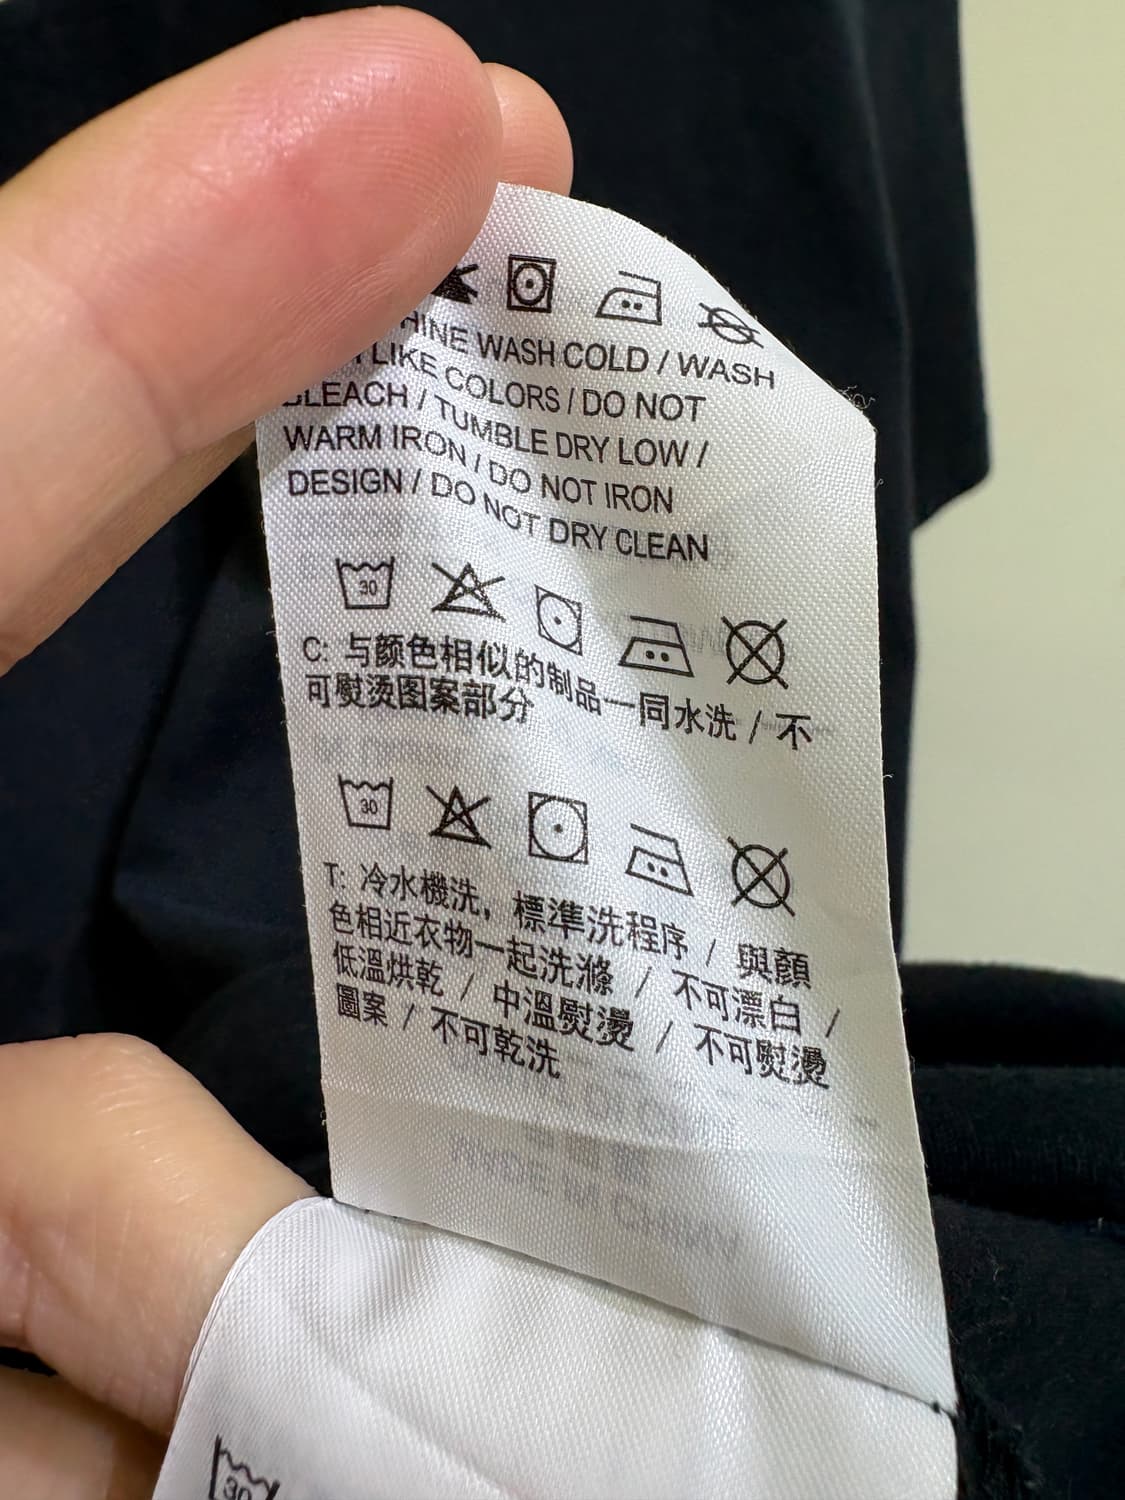 WASH COLD / WASH
LIKE COLORS / DO NOT
BLEACH / TUMBLE DRY LOW /
WARM IRON / DO NOT IRON
DESIGN / DO NOT DRY CLEAN
30
C: 与颜色相似的制品一同水洗 / 不
可熨烫图案部分
30
T: 冷水機洗，標準洗程序 / 與顏
色相近衣物一起洗滌 / 不可漂白 /
低溫烘乾 / 中溫熨燙 / 不可熨燙
圖案 / 不可乾洗
30